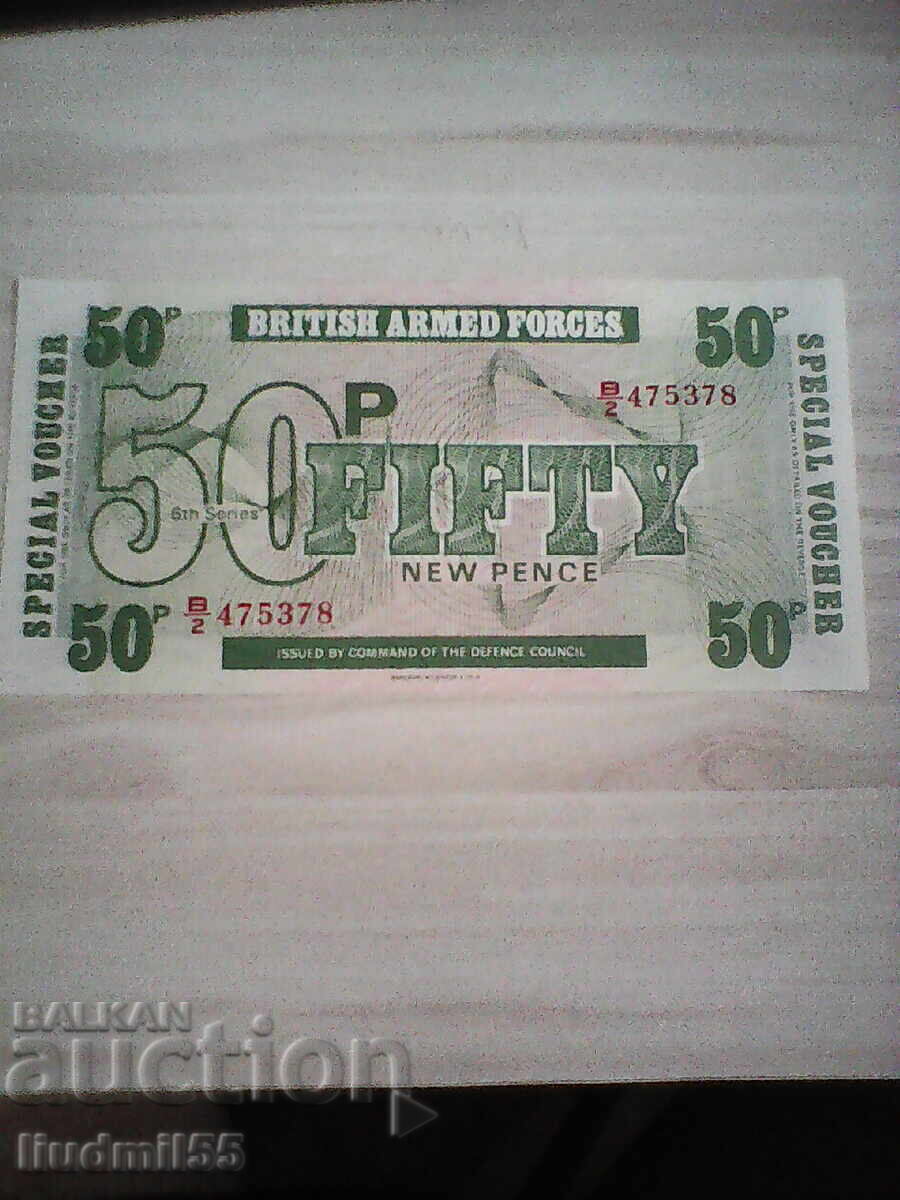 50P
BRITISH ARMED FORCES
50P
SPECIAL VOUCHER
50P
B/2 475378
SPECIAL VOUCHER
6th Series
FIFTY
NEW PENCE
B/2 475378
50P
50P
ISSUED BY COMMAND OF THE DEFENCE COUNCIL
BALKAN
auction
liudmil55